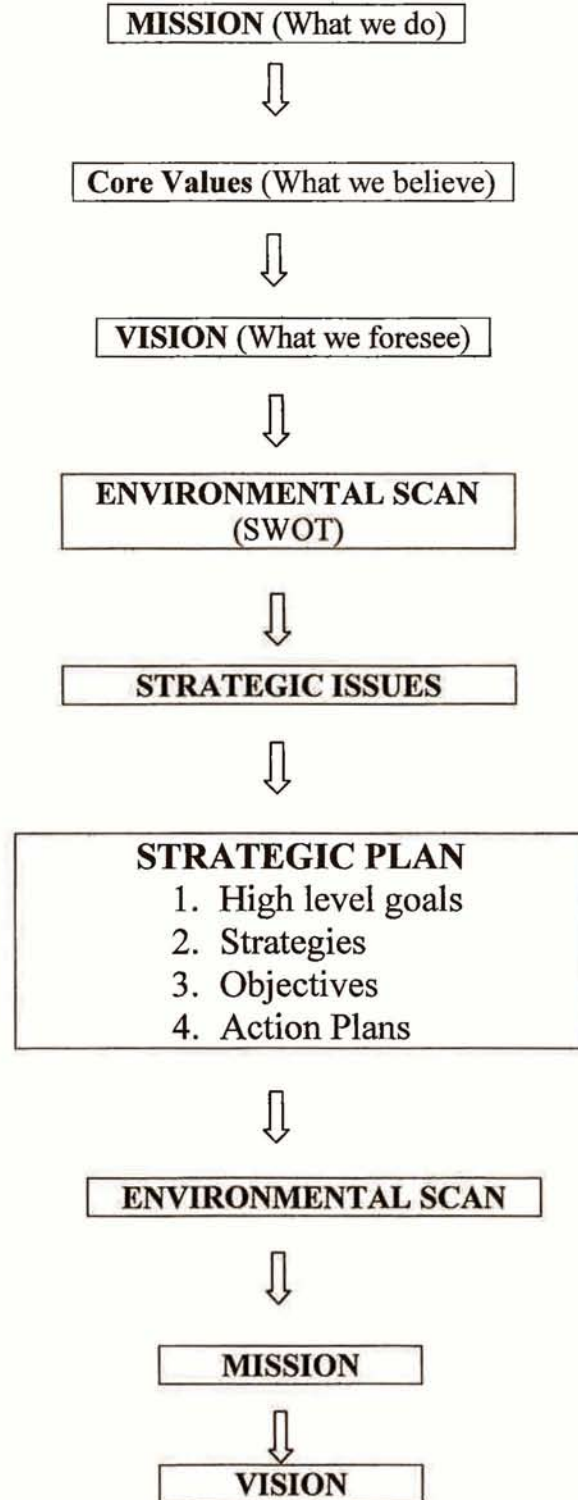 MISSION (What we do)
Core Values (What we believe)
VISION (What we foresee)
ENVIRONMENTAL SCAN
(SWOT)
STRATEGIC ISSUES
STRATEGIC PLAN
1. High level goals
2. Strategies
3. Objectives
4. Action Plans
ENVIRONMENTAL SCAN
MISSION
VISION